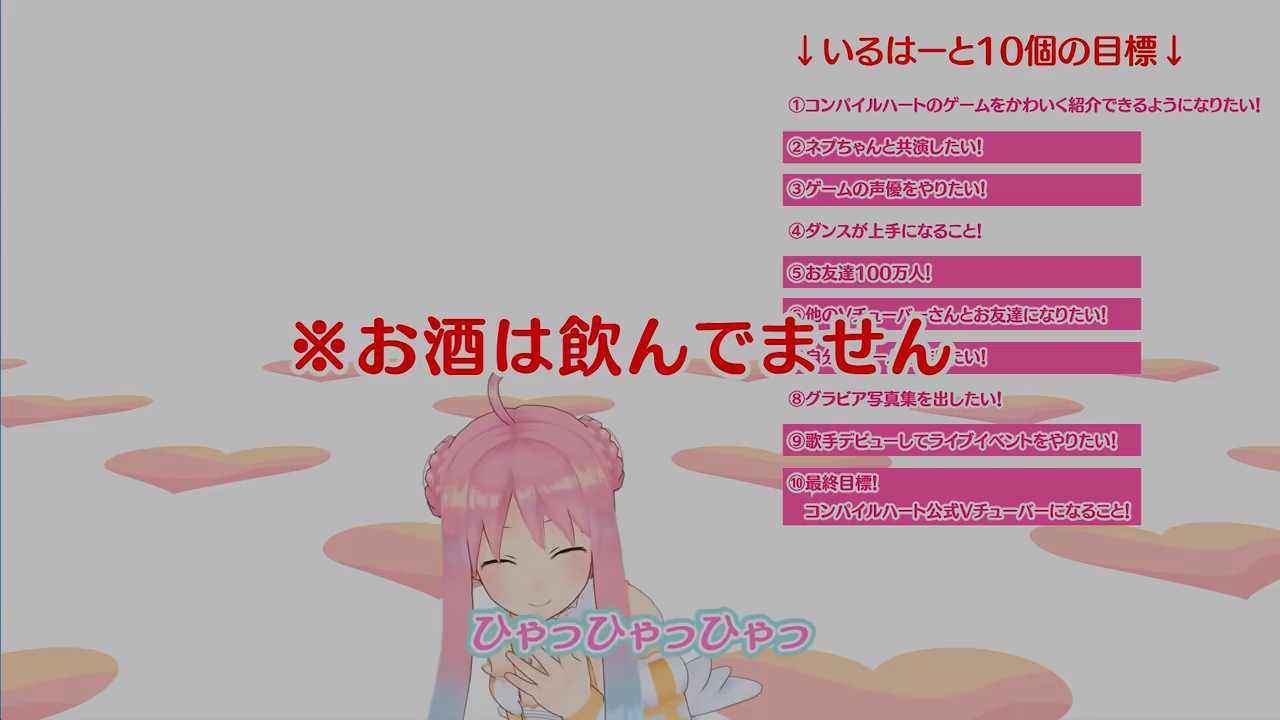 ↓いるはーと10個の目標↓
①コンパイルハートのゲームをかわいく紹介できるようになりたい!
②ネプちゃんと共演したい!
③ゲームの声優をやりたい!
④ダンスが上手になること!
⑤お友達100万人!
⑥他のVチューバーさんとお友達になりたい!
※お酒は飲んでません
たい!
⑧グラビア写真集を出したい!
⑨歌手デビューしてライブイベントをやりたい!
⑩最終目標!
コンパイルハート公式Vチューバーになること!
ひゃっひゃっひゃっ